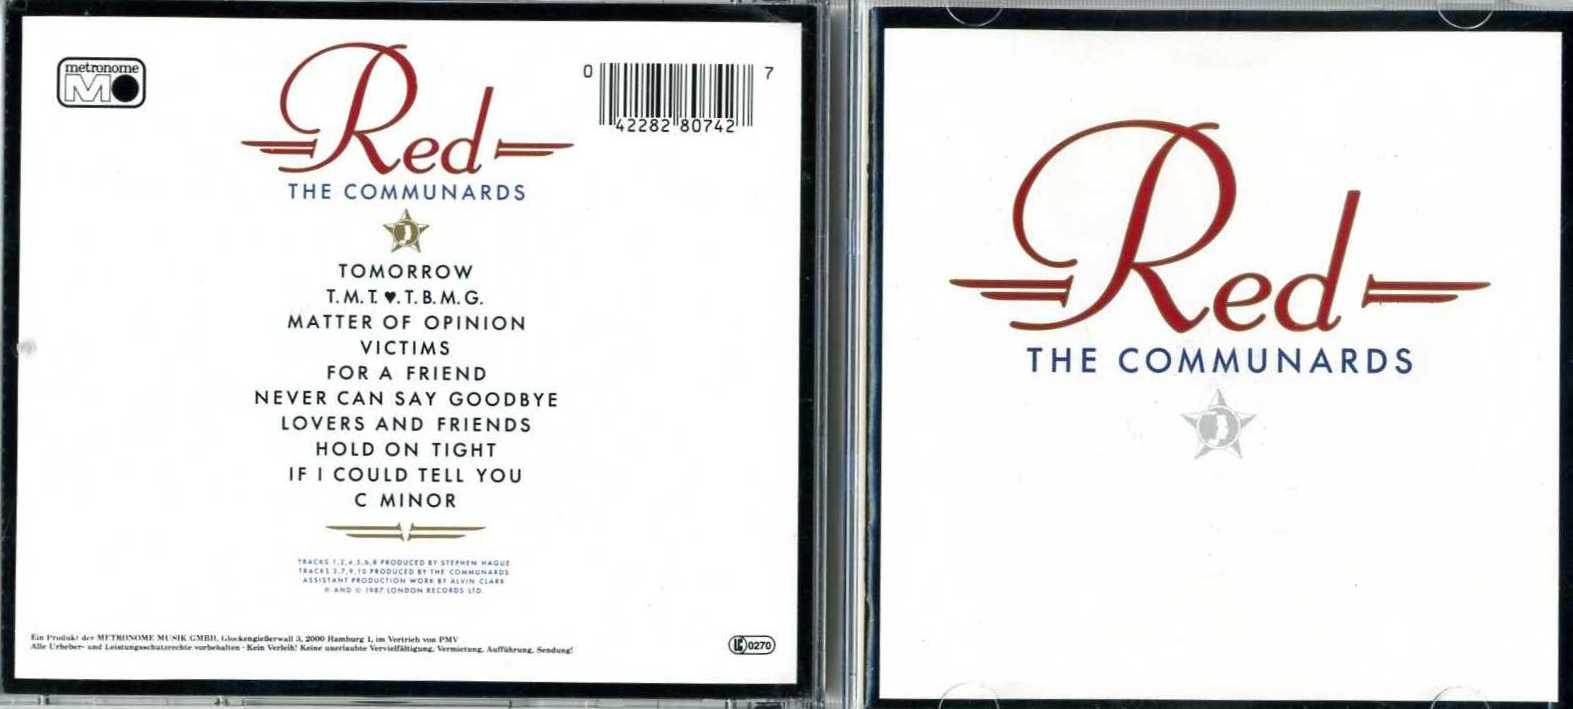 metronome
MO
Red
THE COMMUNARDS
0 42282 80742 7
TOMORROW
T.M.T.♥.T.B.M.G.
MATTER OF OPINION
VICTIMS
FOR A FRIEND
NEVER CAN SAY GOODBYE
LOVERS AND FRIENDS
HOLD ON TIGHT
IF I COULD TELL YOU
C MINOR
TRACKS 1,2,4,5,6,8 PRODUCED BY STEPHEN HAGUE
TRACKS 3,7,9,10 PRODUCED BY THE COMMUNARDS
ASSISTANT PRODUCTION WORK BY ALVIN CLARK
℗ AND © 1987 LONDON RECORDS LTD.
Ein Produkt der METRONOME MUSIK GMBH, Glockengießerwall 3, 2000 Hamburg 1, im Vertrieb von PMV
Alle Urheber- und Leistungsschutzrechte vorbehalten · Kein Verleih! Keine unerlaubte Vervielfältigung, Vermietung, Aufführung, Sendung!
LC 0270
Red
THE COMMUNARDS